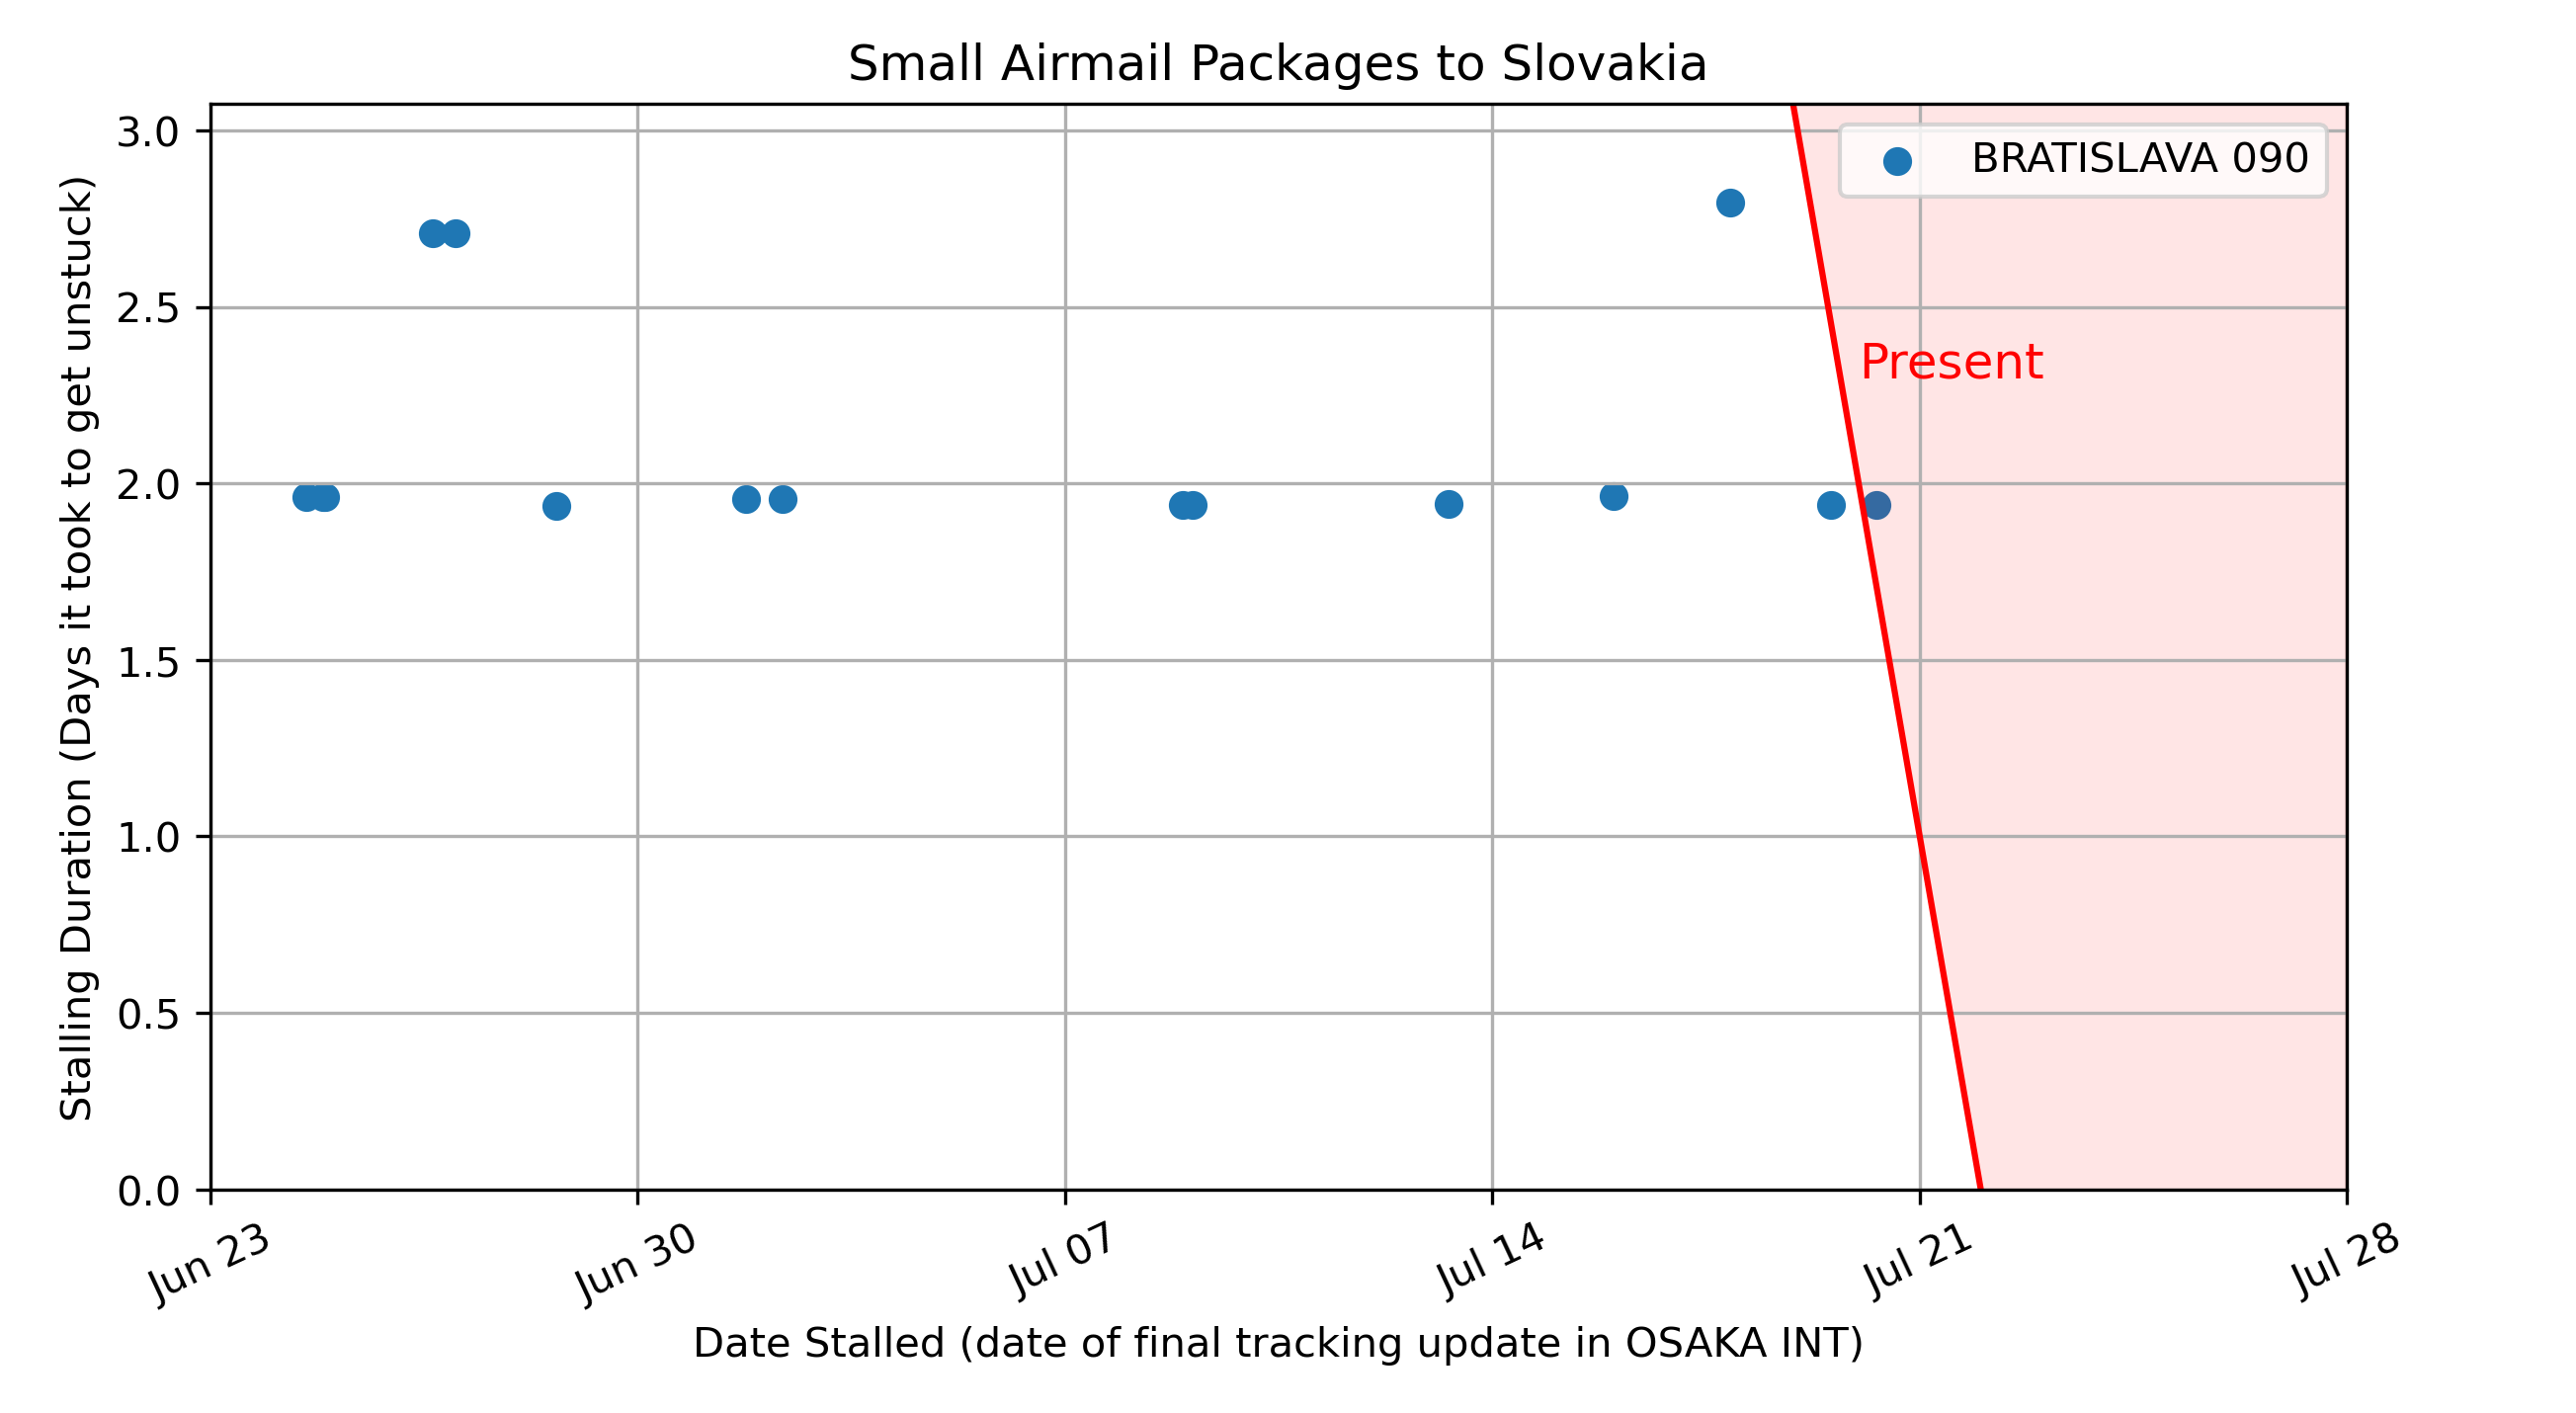 Small Airmail Packages to Slovakia
BRATISLAVA 090
Present
Stalling Duration (Days it took to get unstuck)
3.0
2.5
2.0
1.5
1.0
0.5
0.0
Jun 23
Jun 30
Jul 07
Jul 14
Jul 21
Jul 28
Date Stalled (date of final tracking update in OSAKA INT)